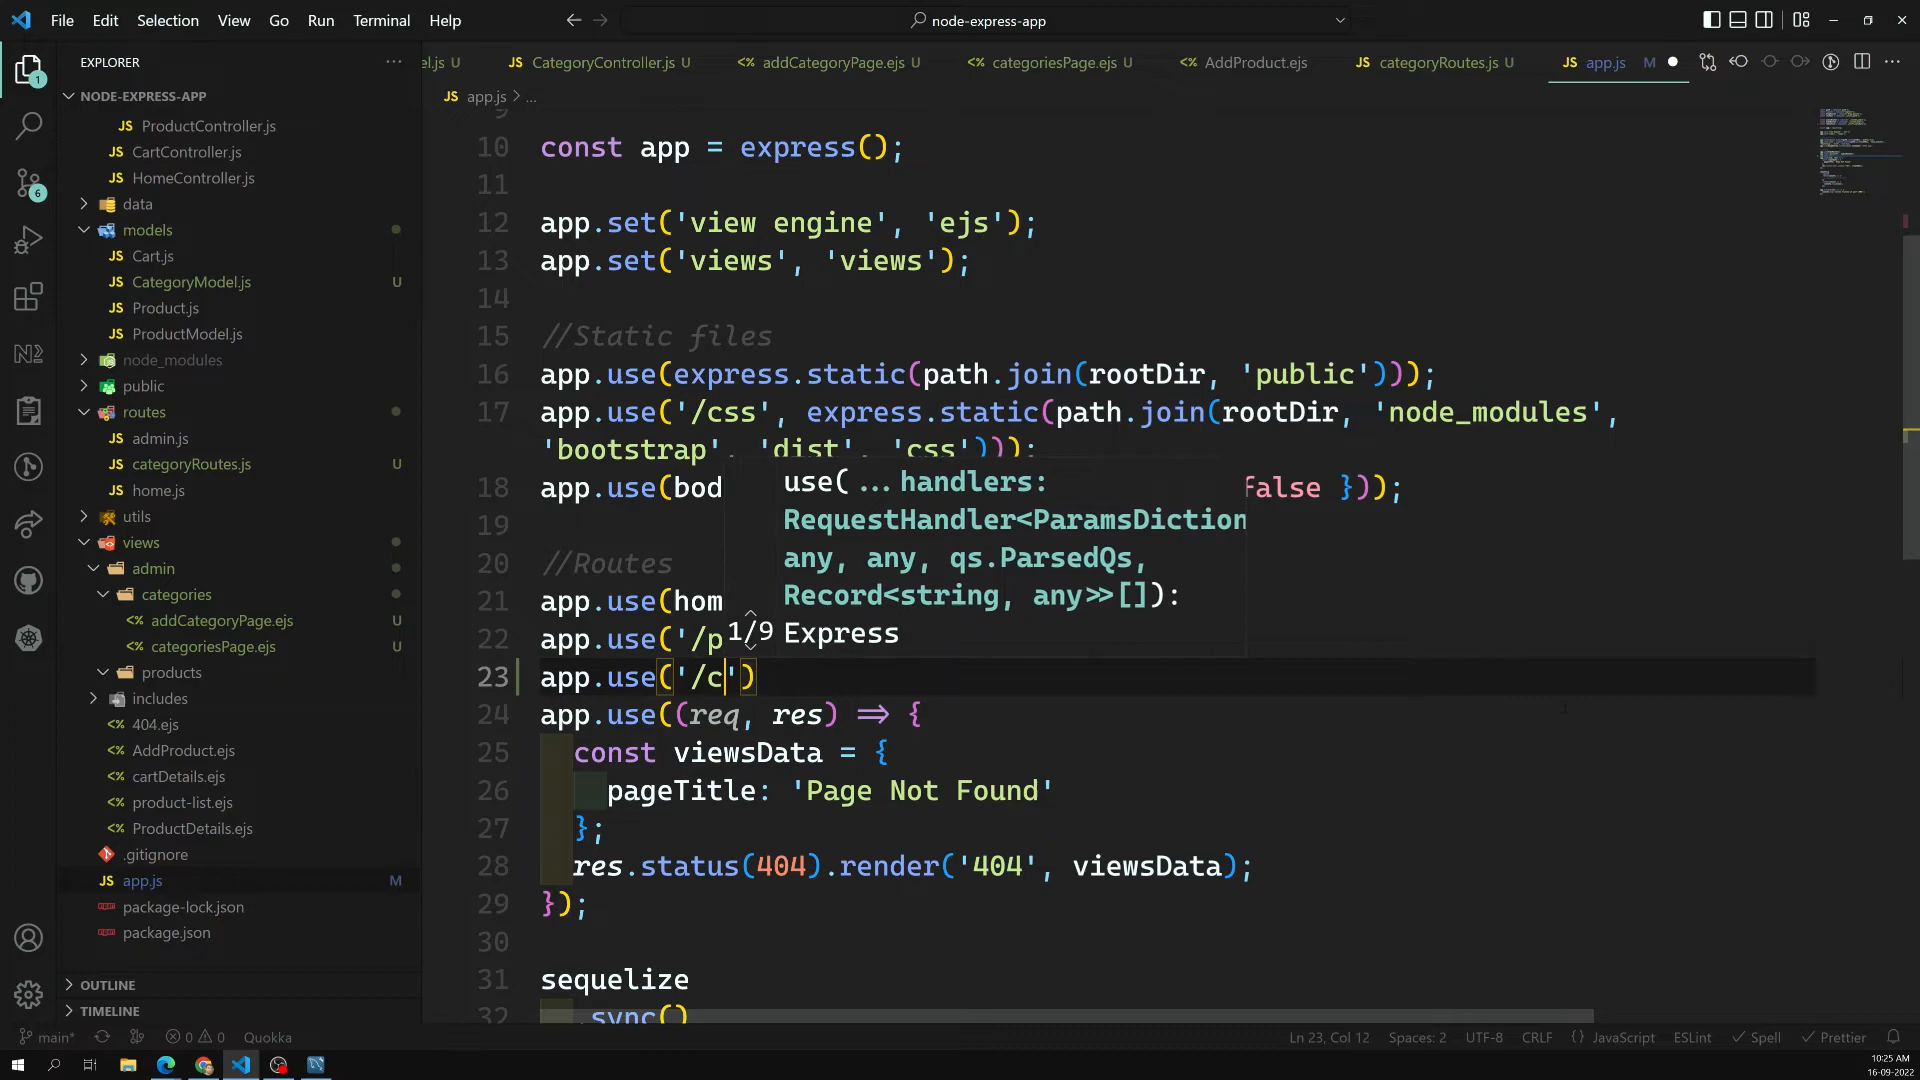 File Edit Selection View Go Run Terminal Help
node-express-app
EXPLORER
NODE-EXPRESS-APP
ProductController.js
CartController.js
HomeController.js
data
models
Cart.js
CategoryModel.js U
Product.js
ProductModel.js
node_modules
public
routes
admin.js
categoryRoutes.js U
home.js
utils
views
admin
categories
addCategoryPage.ejs U
categoriesPage.ejs U
products
includes
404.ejs
AddProduct.ejs
cartDetails.ejs
product-list.ejs
ProductDetails.ejs
.gitignore
app.js M
package-lock.json
package.json
OUTLINE
TIMELINE
el.js U CategoryController.js U addCategoryPage.ejs U categoriesPage.ejs U AddProduct.ejs categoryRoutes.js U app.js M
app.js > ...
10 const app = express();
11
12 app.set('view engine', 'ejs');
13 app.set('views', 'views');
14
15 //Static files
16 app.use(express.static(path.join(rootDir, 'public')));
17 app.use('/css', express.static(path.join(rootDir, 'node_modules',
'bootstrap', 'dist', 'css')));
18 app.use(bod false }));
19
20 //Routes
21 app.use(hom
22 app.use('/p
23 app.use('/c')
24 app.use((req, res) => {
25 const viewsData = {
26 pageTitle: 'Page Not Found'
27 };
28 res.status(404).render('404', viewsData);
29 });
30
31 sequelize
32 .sync()
use(...handlers:
RequestHandler<ParamsDiction
any, any, qs.ParsedQs,
Record<string, any>>[]):
1/9 Express
main* 0 0 Quokka Ln 23, Col 12 Spaces: 2 UTF-8 CRLF {} JavaScript ESLint Spell Prettier
10:25 AM
16-09-2022